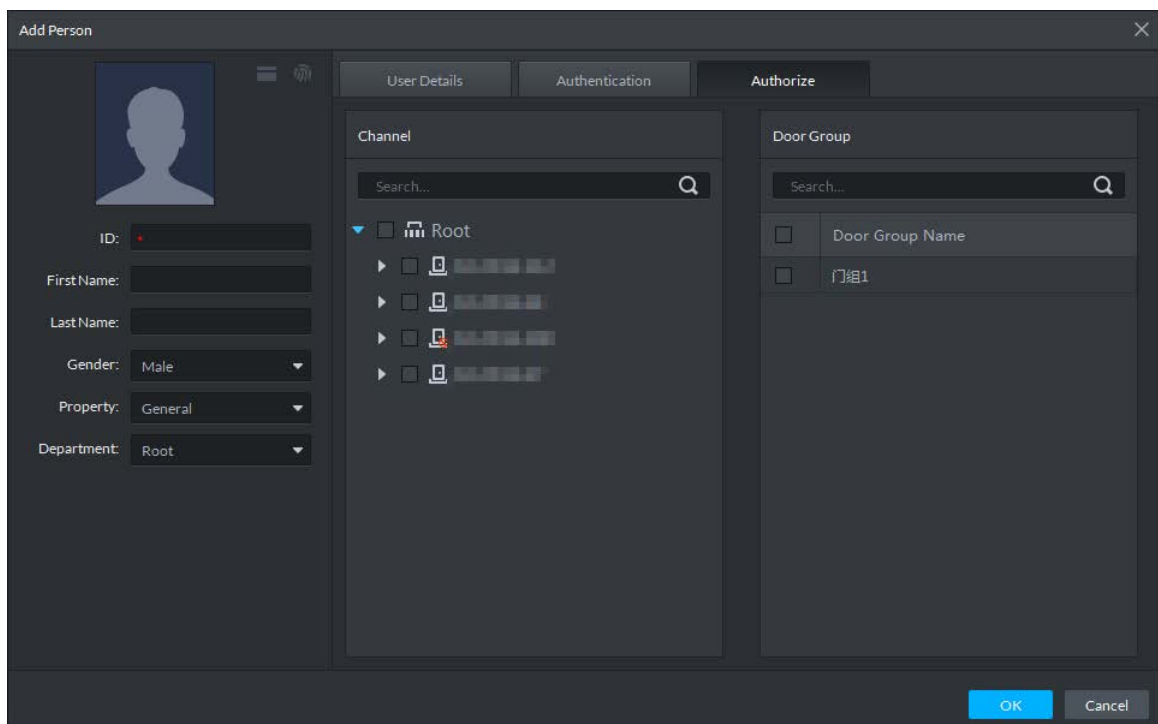 Add Person
User Details
Authentication
Authorize
ID: *
First Name:
Last Name:
Gender: Male
Property: General
Department: Root
Channel
Search...
Root
Door Group
Search...
Door Group Name
门组1
OK
Cancel